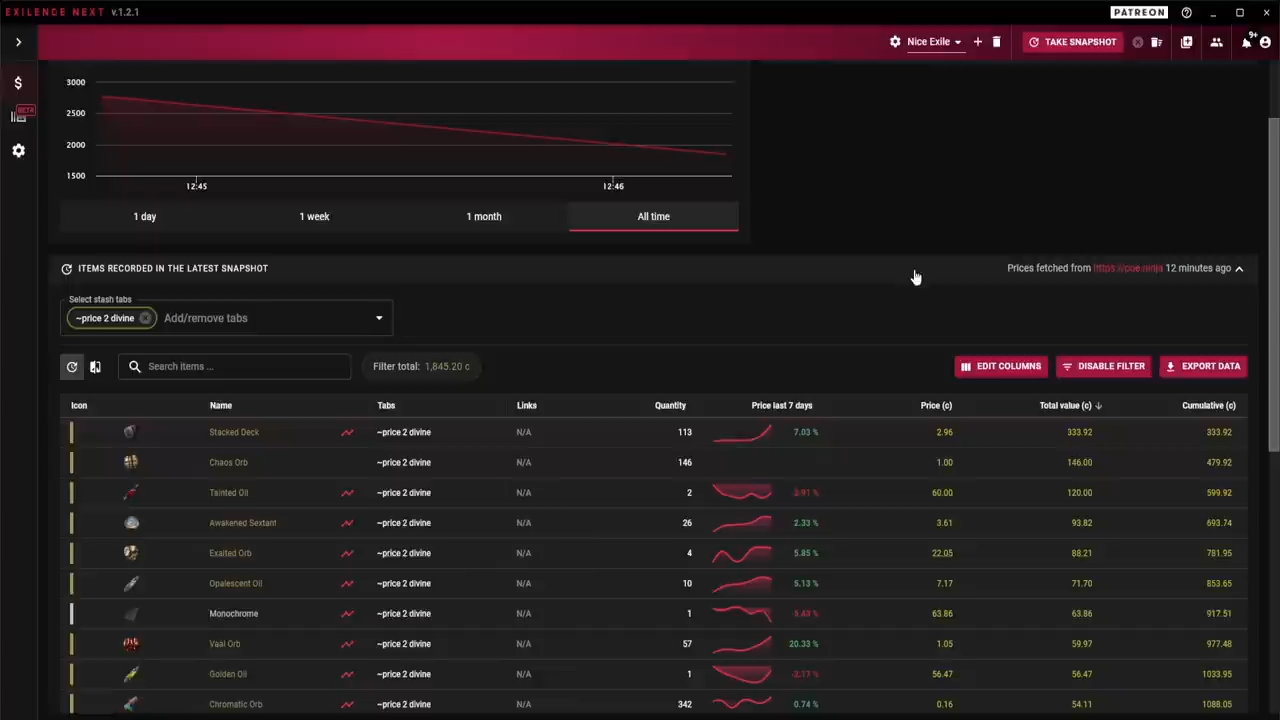 EXILENCE NEXT v.1.2.1 PATREON
Nice Exile TAKE SNAPSHOT 9+
$
BETA
3000
2500
2000
1500
12:45 12:46
1 day 1 week 1 month All time
ITEMS RECORDED IN THE LATEST SNAPSHOT Prices fetched from https://poe.ninja 12 minutes ago
Select stash tabs
~price 2 divine Add/remove tabs
Search items ... Filter total: 1,845.20 c EDIT COLUMNS DISABLE FILTER EXPORT DATA
Icon Name Tabs Links Quantity Price last 7 days Price (c) Total value (c) Cumulative (c)
Stacked Deck ~price 2 divine N/A 113 7.03 % 2.96 333.92 333.92
Chaos Orb ~price 2 divine N/A 146 1.00 146.00 479.92
Tainted Oil ~price 2 divine N/A 2 60.00 120.00 599.92
Awakened Sextant ~price 2 divine N/A 26 2.33 % 3.61 93.82 693.74
Exalted Orb ~price 2 divine N/A 4 5.85 % 22.05 88.21 781.95
Opalescent Oil ~price 2 divine N/A 10 5.13 % 7.17 71.70 853.65
Monochrome ~price 2 divine N/A 1 63.86 63.86 917.51
Vaal Orb ~price 2 divine N/A 57 20.33 % 1.05 59.97 977.48
Golden Oil ~price 2 divine N/A 1 -2.17 % 56.47 56.47 1033.95
Chromatic Orb ~price 2 divine N/A 342 0.74 % 0.16 54.11 1088.05